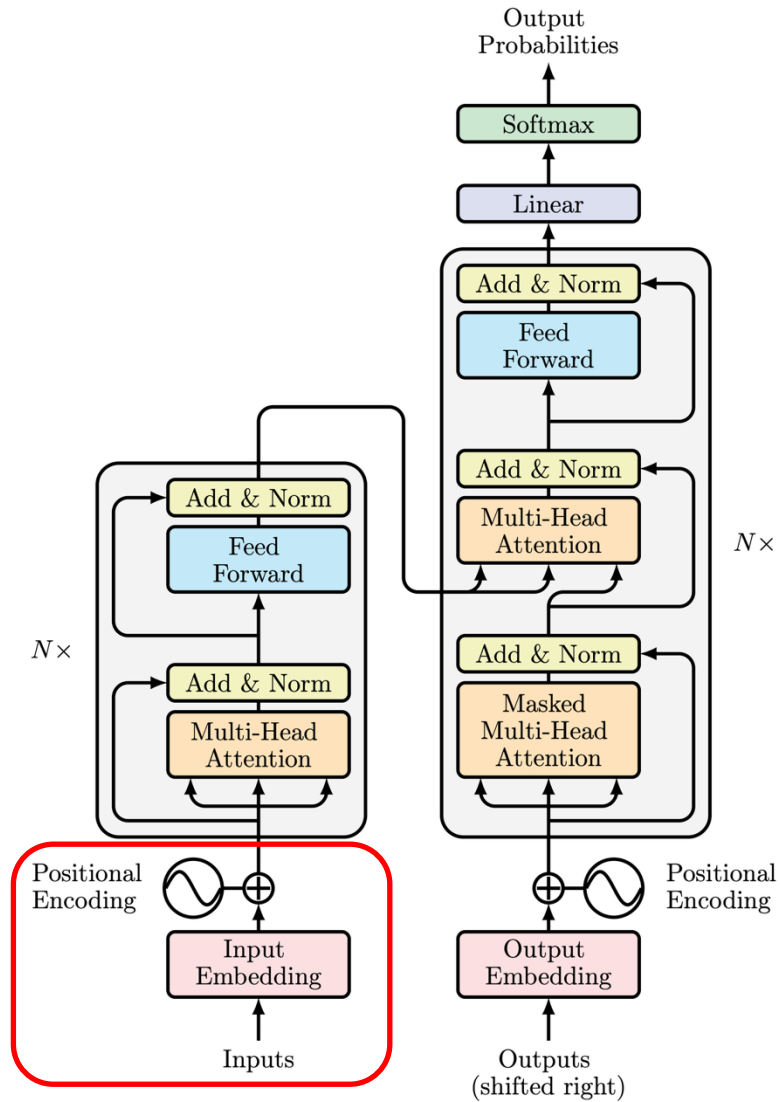 Output
Probabilities
Softmax
Linear
Add & Norm
Feed
Forward
Add & Norm
Multi-Head
Attention
N×
Add & Norm
Masked
Multi-Head
Attention
Add & Norm
Feed
Forward
N×
Add & Norm
Multi-Head
Attention
Positional
Encoding
Input
Embedding
Inputs
Positional
Encoding
Output
Embedding
Outputs
(shifted right)